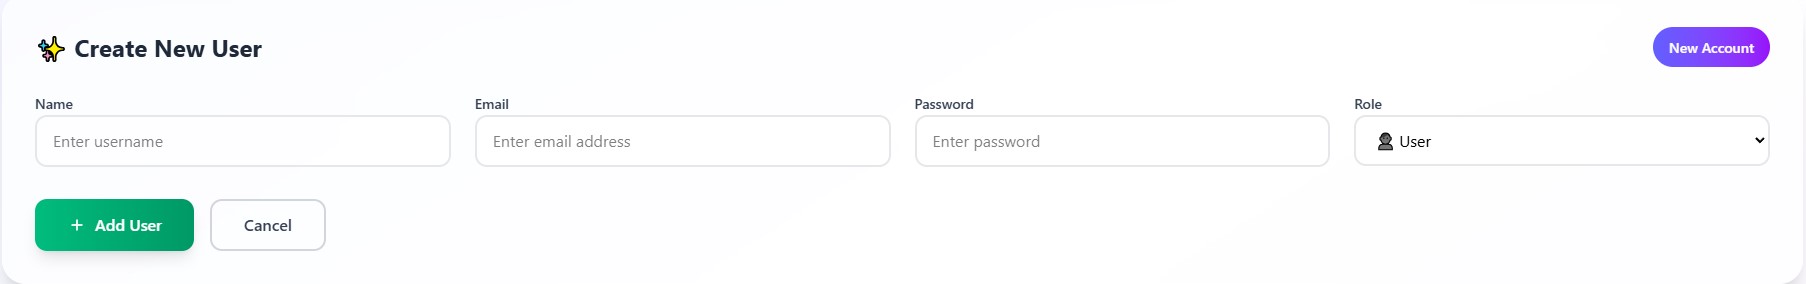 ✨ Create New User
New Account
Name
Email
Password
Role
Enter username
Enter email address
Enter password
👤 User
+ Add User
Cancel